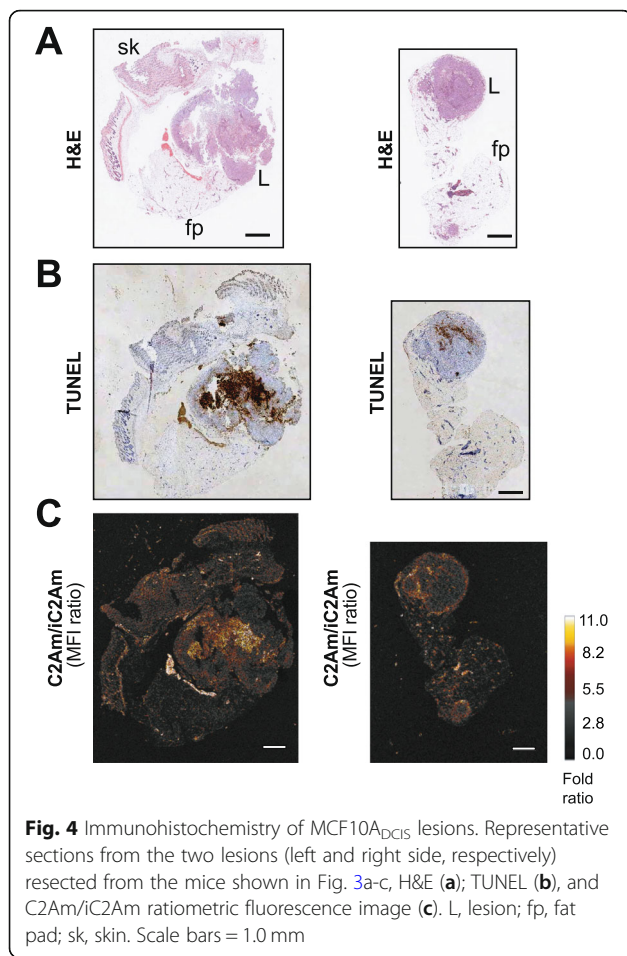 A
H&E
sk
L
fp
H&E
L
fp
B
TUNEL
TUNEL
C
C2Am/iC2Am
(MFI ratio)
C2Am/iC2Am
(MFI ratio)
11.0
8.2
5.5
2.8
0.0
Fold
ratio
Fig. 4 Immunohistochemistry of MCF10ADCIS lesions. Representative
sections from the two lesions (left and right side, respectively)
resected from the mice shown in Fig. 3a-c, H&E (a); TUNEL (b), and
C2Am/iC2Am ratiometric fluorescence image (c). L, lesion; fp, fat
pad; sk, skin. Scale bars = 1.0 mm